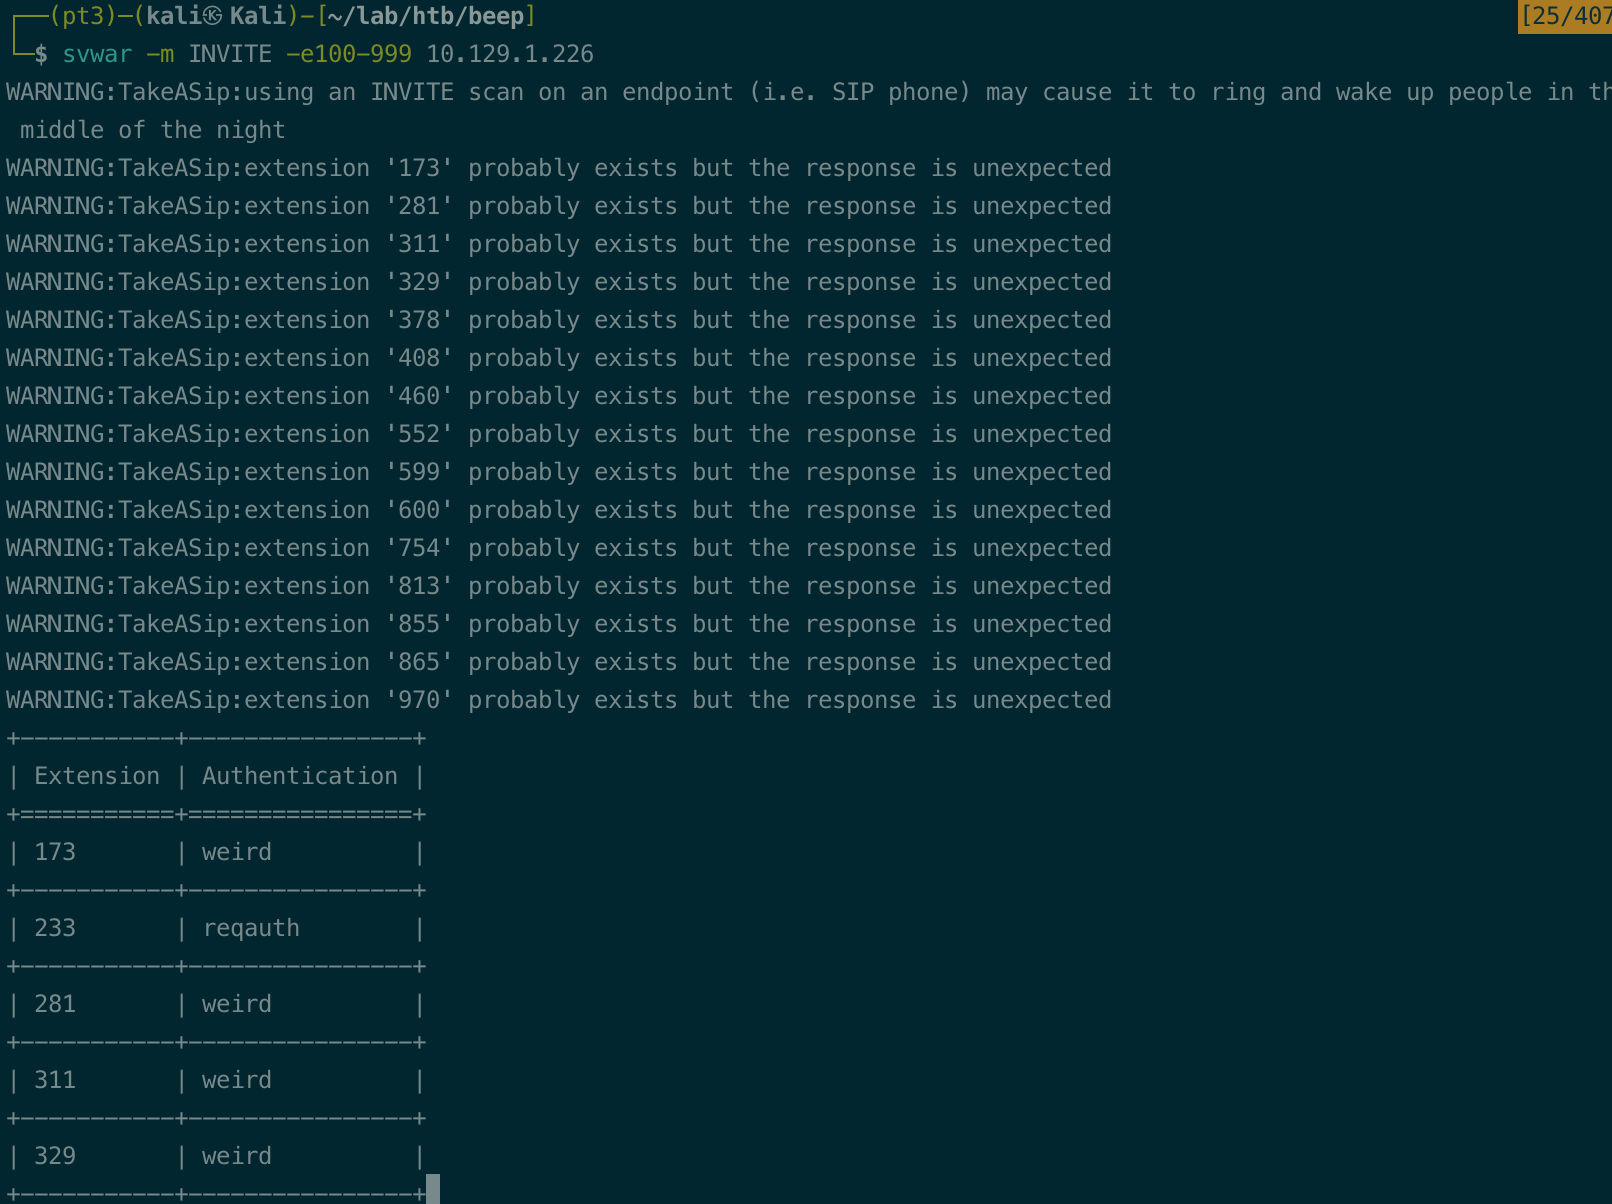 ┌──(pt3)─(kali㉿Kali)-[~/lab/htb/beep] [25/407
└─$ svwar -m INVITE -e100-999 10.129.1.226
WARNING:TakeASip:using an INVITE scan on an endpoint (i.e. SIP phone) may cause it to ring and wake up people in th
 middle of the night
WARNING:TakeASip:extension '173' probably exists but the response is unexpected
WARNING:TakeASip:extension '281' probably exists but the response is unexpected
WARNING:TakeASip:extension '311' probably exists but the response is unexpected
WARNING:TakeASip:extension '329' probably exists but the response is unexpected
WARNING:TakeASip:extension '378' probably exists but the response is unexpected
WARNING:TakeASip:extension '408' probably exists but the response is unexpected
WARNING:TakeASip:extension '460' probably exists but the response is unexpected
WARNING:TakeASip:extension '552' probably exists but the response is unexpected
WARNING:TakeASip:extension '599' probably exists but the response is unexpected
WARNING:TakeASip:extension '600' probably exists but the response is unexpected
WARNING:TakeASip:extension '754' probably exists but the response is unexpected
WARNING:TakeASip:extension '813' probably exists but the response is unexpected
WARNING:TakeASip:extension '855' probably exists but the response is unexpected
WARNING:TakeASip:extension '865' probably exists but the response is unexpected
WARNING:TakeASip:extension '970' probably exists but the response is unexpected
+-----------+----------------+
| Extension | Authentication |
+===========+================+
| 173       | weird          |
+-----------+----------------+
| 233       | reqauth        |
+-----------+----------------+
| 281       | weird          |
+-----------+----------------+
| 311       | weird          |
+-----------+----------------+
| 329       | weird          |
+-----------+----------------+